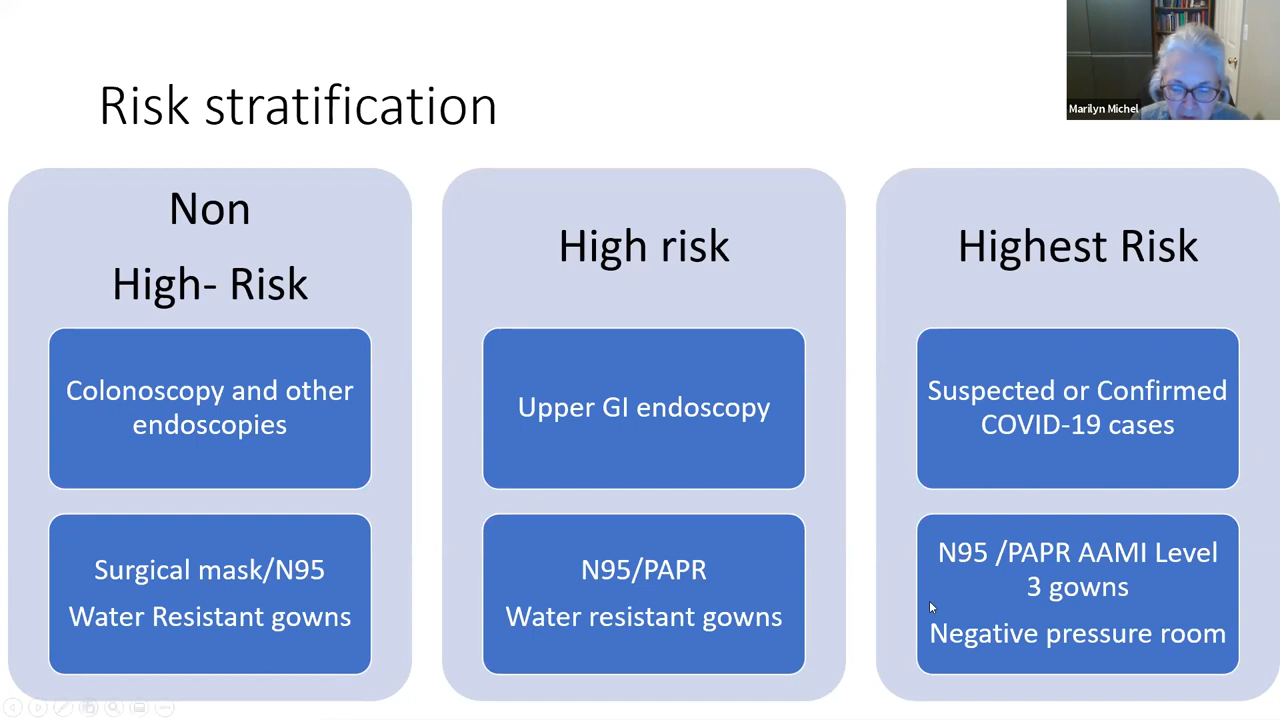 Marilyn Michel
Risk stratification
Non
High- Risk
Colonoscopy and other
endoscopies
Surgical mask/N95
Water Resistant gowns
High risk
Upper GI endoscopy
N95/PAPR
Water resistant gowns
Highest Risk
Suspected or Confirmed
COVID-19 cases
N95 /PAPR AAMI Level
3 gowns
Negative pressure room